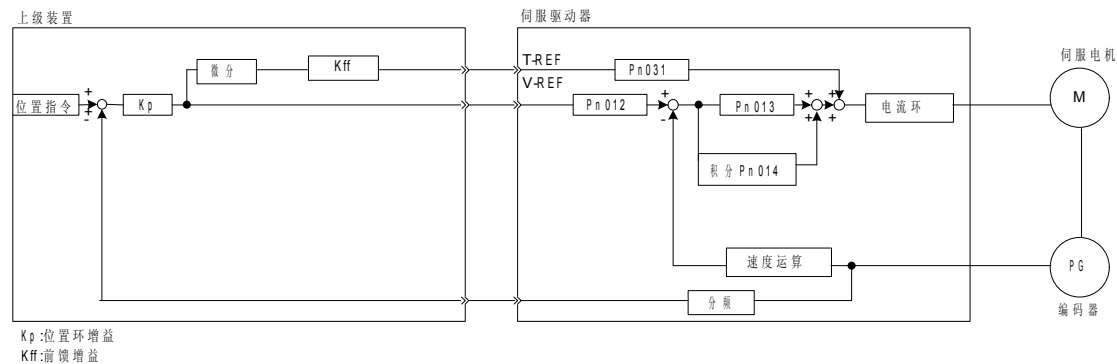 上级装置
伺服驱动器
伺服电机
微分
Kff
T-REF
V-REF
Pn031
位置指令
+
+
-
Kp
Pn012
+
-
Pn013
+
+
+
+
电流环
M
积分Pn014
速度运算
分频
PG
编码器
Kp:位置环增益
Kff:前馈增益